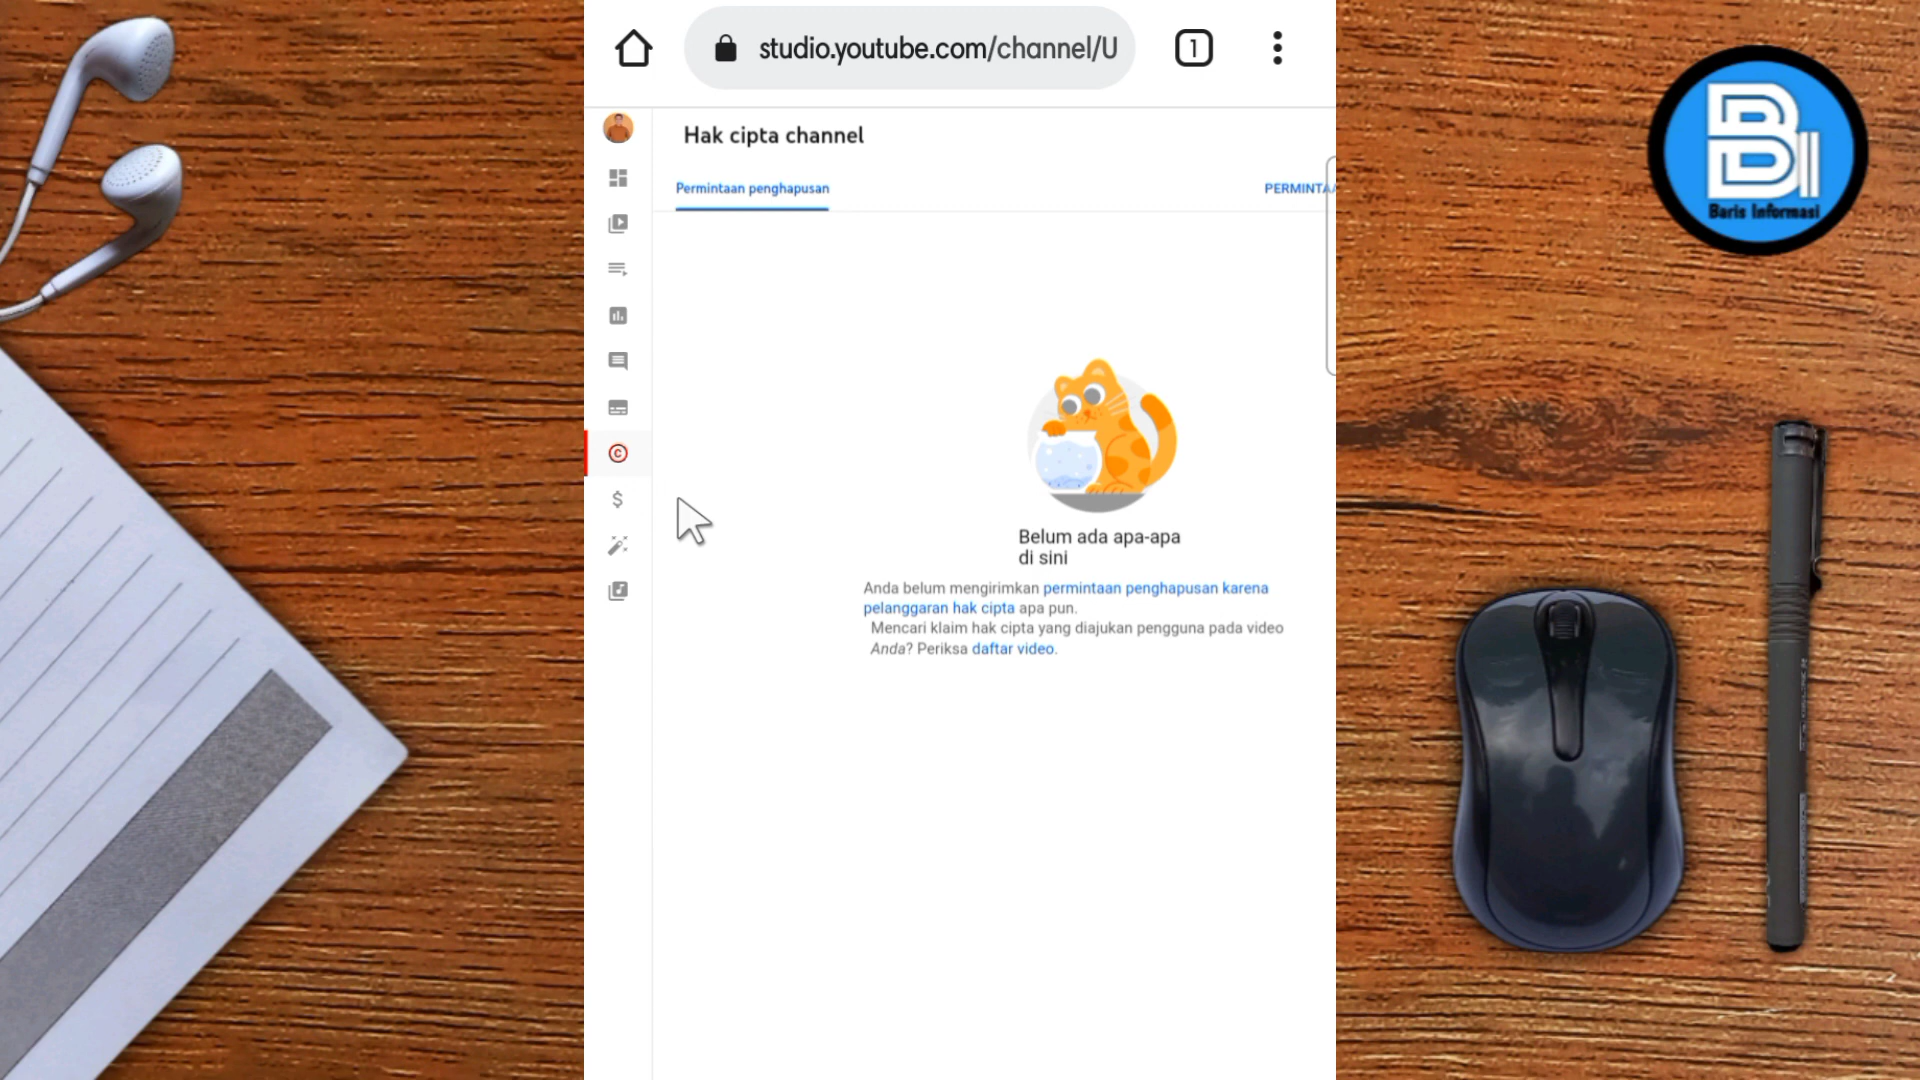 studio.youtube.com/channel/U
1
Hak cipta channel
Permintaan penghapusan
PERMINTAA
Belum ada apa-apa
di sini
Anda belum mengirimkan permintaan penghapusan karena
pelanggaran hak cipta apa pun.
Mencari klaim hak cipta yang diajukan pengguna pada video
Anda? Periksa daftar video.
BI
Baris Informasi